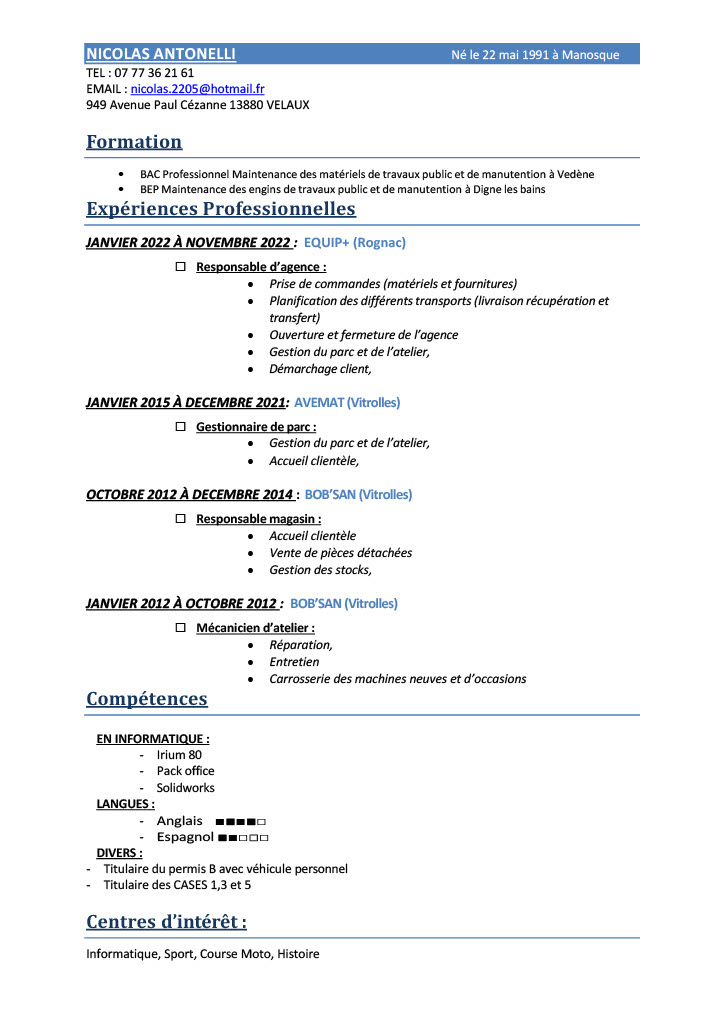 NICOLAS ANTONELLI Né le 22 mai 1991 à Manosque
TEL : 07 77 36 21 61
EMAIL : nicolas.2205@hotmail.fr
949 Avenue Paul Cézanne 13880 VELAUX
Formation
• BAC Professionnel Maintenance des matériels de travaux public et de manutention à Vedène
• BEP Maintenance des engins de travaux public et de manutention à Digne les bains
Expériences Professionnelles
JANVIER 2022 À NOVEMBRE 2022 : EQUIP+ (Rognac)
☐ Responsable d’agence :
• Prise de commandes (matériels et fournitures)
• Planification des différents transports (livraison récupération et
transfert)
• Ouverture et fermeture de l’agence
• Gestion du parc et de l’atelier,
• Démarchage client,
JANVIER 2015 À DECEMBRE 2021: AVEMAT (Vitrolles)
☐ Gestionnaire de parc :
• Gestion du parc et de l’atelier,
• Accueil clientèle,
OCTOBRE 2012 À DECEMBRE 2014 : BOB’SAN (Vitrolles)
☐ Responsable magasin :
• Accueil clientèle
• Vente de pièces détachées
• Gestion des stocks,
JANVIER 2012 À OCTOBRE 2012 : BOB’SAN (Vitrolles)
☐ Mécanicien d’atelier :
• Réparation,
• Entretien
• Carrosserie des machines neuves et d’occasions
Compétences
EN INFORMATIQUE :
- Irium 80
- Pack office
- Solidworks
LANGUES :
- Anglais ■■■■□
- Espagnol ■■□□□
DIVERS :
- Titulaire du permis B avec véhicule personnel
- Titulaire des CASES 1,3 et 5
Centres d’intérêt :
Informatique, Sport, Course Moto, Histoire